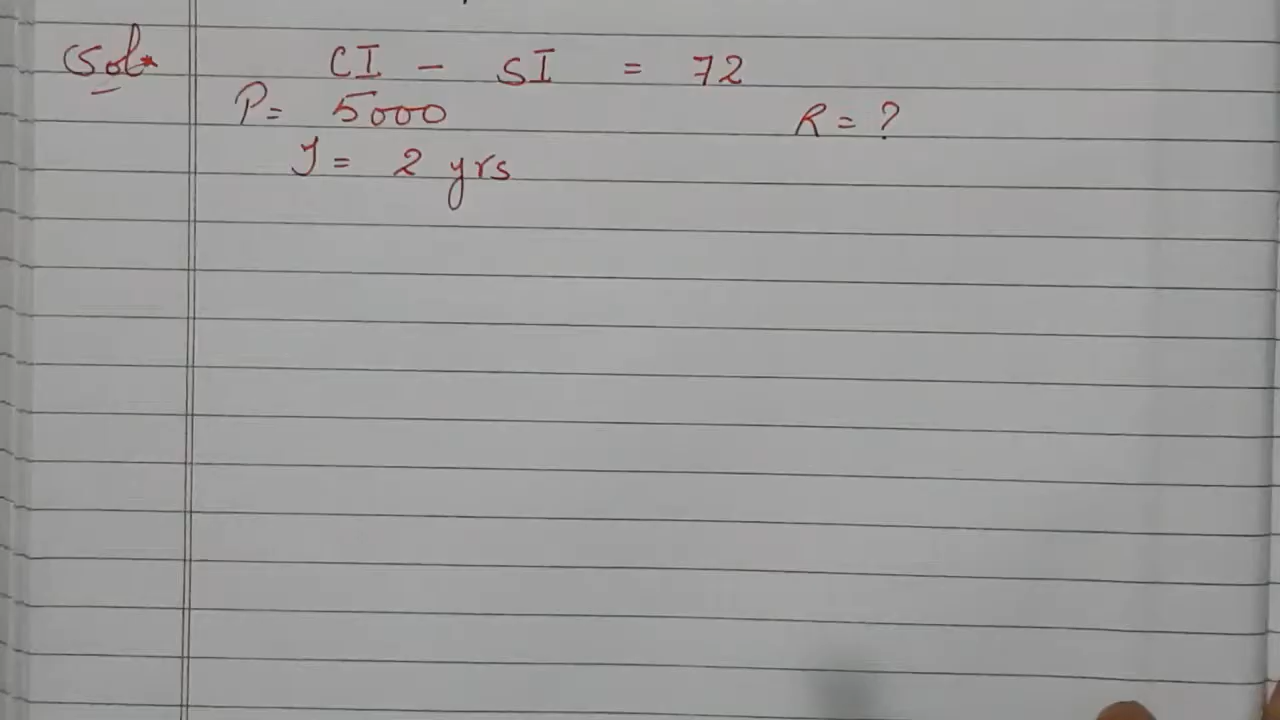 Sol.
CI - SI = 72
P= 5000 R = ?
T = 2 yrs